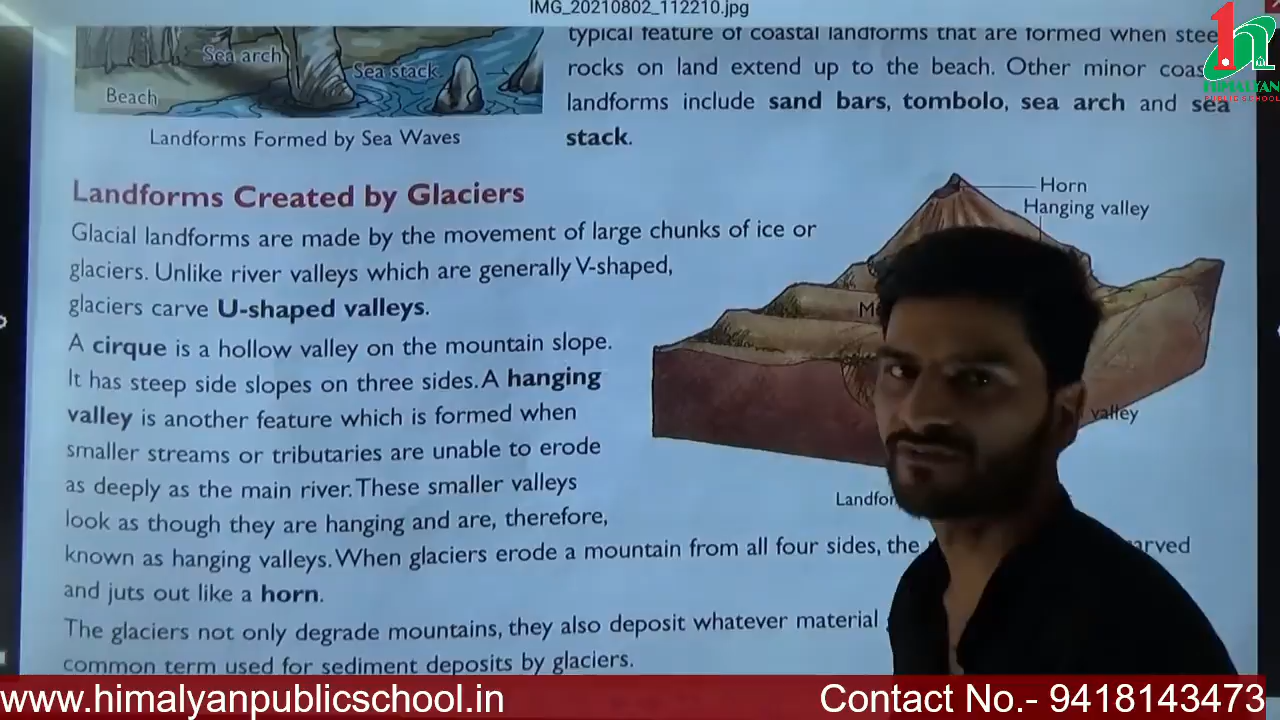 IMG_20210802_112210.jpg
Sea arch
Sea stack
Beach
Landforms Formed by Sea Waves
typical feature of coastal landforms that are formed when
rocks on land extend up to the beach. Other minor
landforms include sand bars, tombolo, sea arch and sea
stack.
HIMALYAN
PUBLIC SCHOOL
Landforms Created by Glaciers
Glacial landforms are made by the movement of large chunks of ice or
glaciers. Unlike river valleys which are generally V-shaped,
glaciers carve U-shaped valleys.
A cirque is a hollow valley on the mountain slope.
It has steep side slopes on three sides. A hanging
valley is another feature which is formed when
smaller streams or tributaries are unable to erode
as deeply as the main river. These smaller valleys
look as though they are hanging and are, therefore,
known as hanging valleys. When glaciers erode a mountain from all four sides, the
and juts out like a horn.
The glaciers not only degrade mountains, they also deposit whatever material
common term used for sediment deposits by glaciers.
Horn
Hanging valley
valley
www.himalyanpublicschool.in
Contact No.- 9418143473